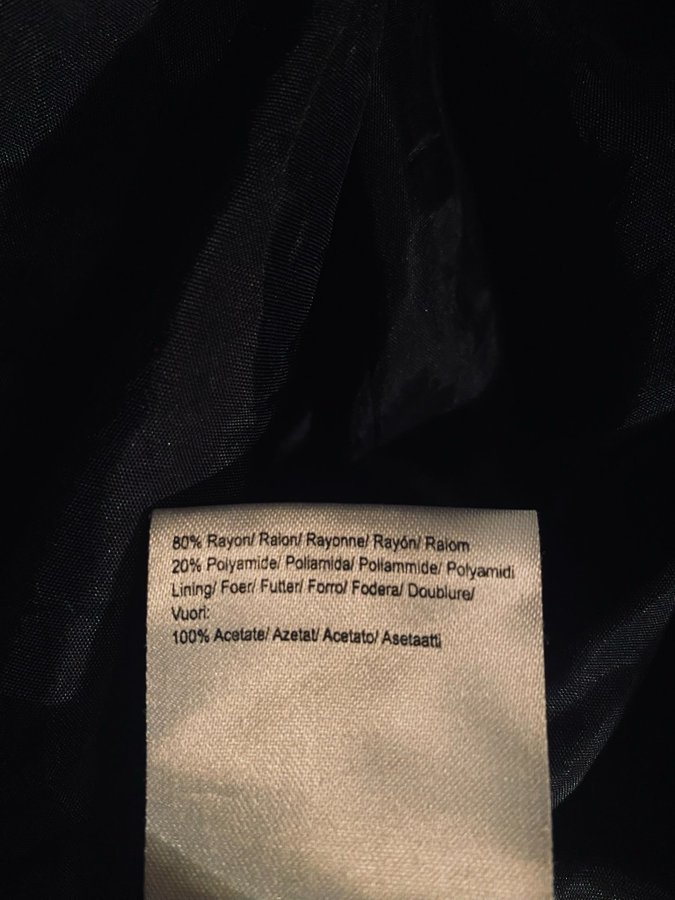 80% Rayon/ Raion/ Rayonne/ Rayón/ Raiom
20% Polyamide/ Poliamida/ Poliammide/ Polyamidi
Lining/ Foer/ Futter/ Forro/ Fodera/ Doublure/
Vuori:
100% Acetate/ Azetat/ Acetato/ Asetaatti